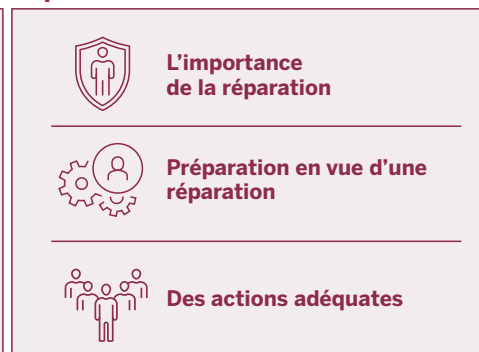 L'importance
de la réparation
Préparation en vue d'une
réparation
Des actions adéquates